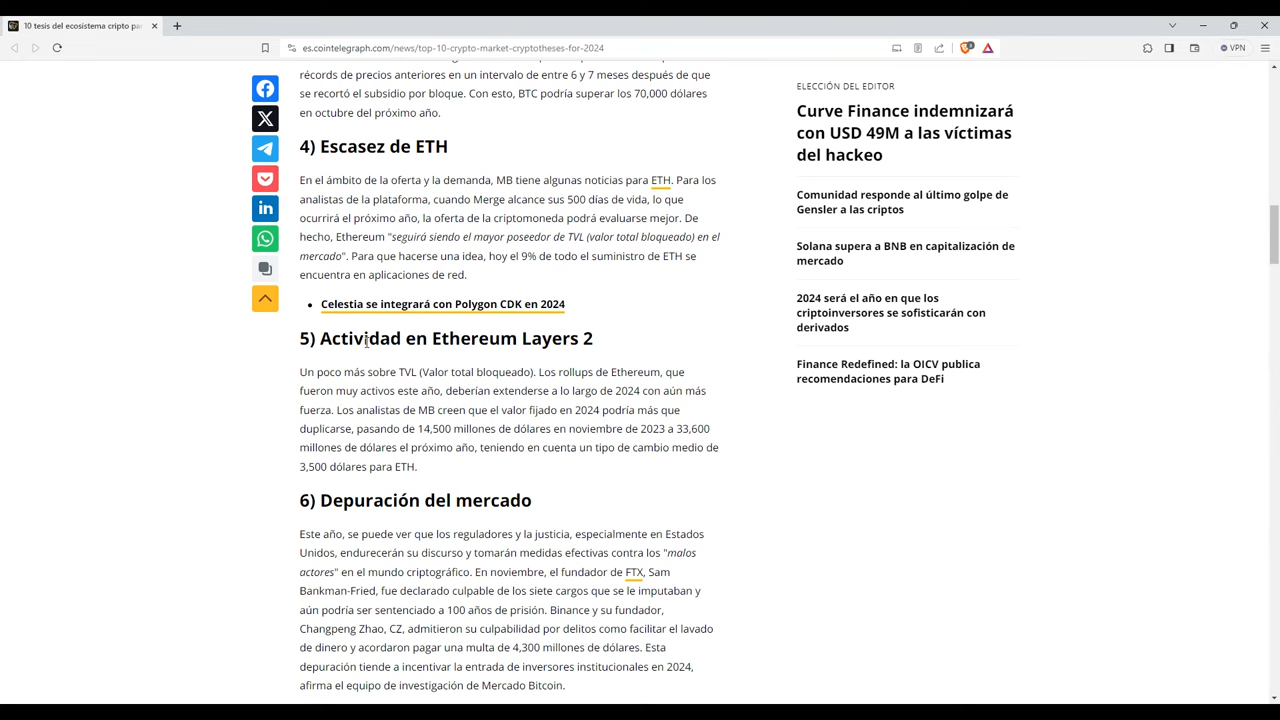 10 tesis del ecosistema cripto pa
es.cointelegraph.com/news/top-10-crypto-market-cryptotheses-for-2024
VPN
récords de precios anteriores en un intervalo de entre 6 y 7 meses después de que
se recortó el subsidio por bloque. Con esto, BTC podría superar los 70,000 dólares
en octubre del próximo año.
4) Escasez de ETH
En el ámbito de la oferta y la demanda, MB tiene algunas noticias para ETH. Para los
analistas de la plataforma, cuando Merge alcance sus 500 días de vida, lo que
ocurrirá el próximo año, la oferta de la criptomoneda podrá evaluarse mejor. De
hecho, Ethereum "seguirá siendo el mayor poseedor de TVL (valor total bloqueado) en el
mercado". Para que hacerse una idea, hoy el 9% de todo el suministro de ETH se
encuentra en aplicaciones de red.
• Celestia se integrará con Polygon CDK en 2024
5) Actividad en Ethereum Layers 2
Un poco más sobre TVL (Valor total bloqueado). Los rollups de Ethereum, que
fueron muy activos este año, deberían extenderse a lo largo de 2024 con aún más
fuerza. Los analistas de MB creen que el valor fijado en 2024 podría más que
duplicarse, pasando de 14,500 millones de dólares en noviembre de 2023 a 33,600
millones de dólares el próximo año, teniendo en cuenta un tipo de cambio medio de
3,500 dólares para ETH.
6) Depuración del mercado
Este año, se puede ver que los reguladores y la justicia, especialmente en Estados
Unidos, endurecerán su discurso y tomarán medidas efectivas contra los "malos
actores" en el mundo criptográfico. En noviembre, el fundador de FTX, Sam
Bankman-Fried, fue declarado culpable de los siete cargos que se le imputaban y
aún podría ser sentenciado a 100 años de prisión. Binance y su fundador,
Changpeng Zhao, CZ, admitieron su culpabilidad por delitos como facilitar el lavado
de dinero y acordaron pagar una multa de 4,300 millones de dólares. Esta
depuración tiende a incentivar la entrada de inversores institucionales en 2024,
afirma el equipo de investigación de Mercado Bitcoin.
ELECCIÓN DEL EDITOR
Curve Finance indemnizará
con USD 49M a las víctimas
del hackeo
Comunidad responde al último golpe de
Gensler a las criptos
Solana supera a BNB en capitalización de
mercado
2024 será el año en que los
criptoinversores se sofisticarán con
derivados
Finance Redefined: la OICV publica
recomendaciones para DeFi